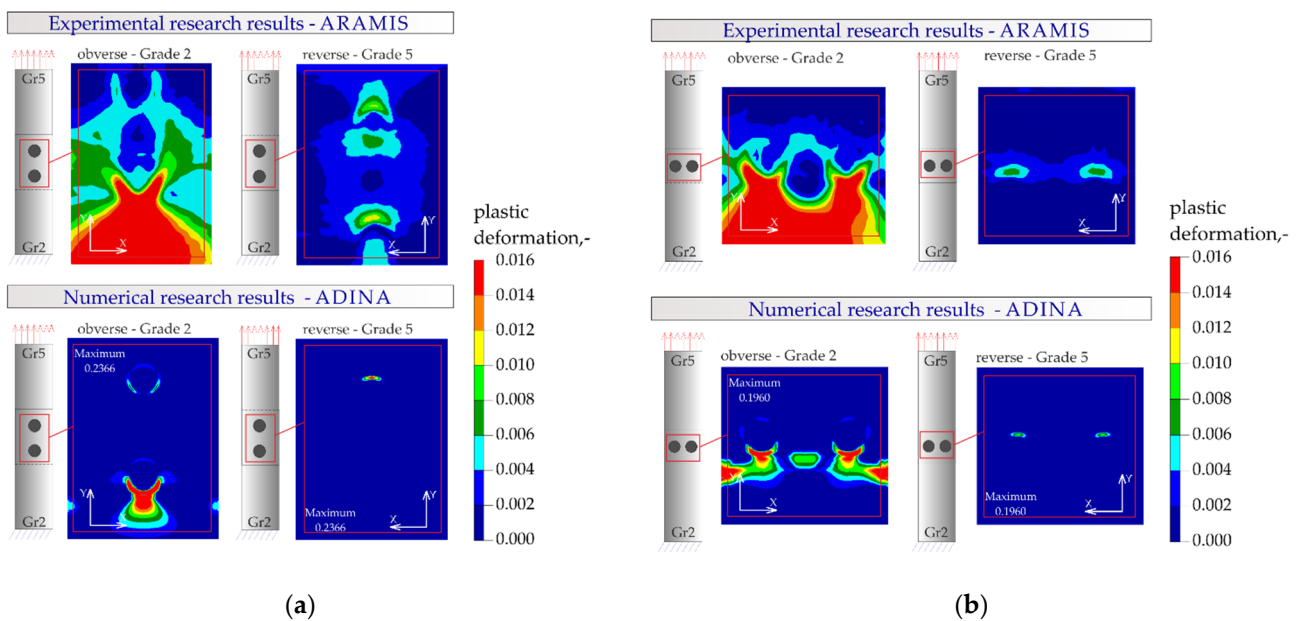 Experimental research results - ARAMIS
obverse - Grade 2
reverse - Grade 5
Gr5
Gr2
Y
X
Gr5
Gr2
Y
X
plastic
deformation,-
0.016
0.014
0.012
0.010
0.008
0.006
0.004
0.002
0.000
Numerical research results - ADINA
obverse - Grade 2
reverse - Grade 5
Gr5
Gr2
Maximum
0.2366
Y
Gr5
Gr2
Maximum
0.2366
Y
X
(a)
Experimental research results - ARAMIS
obverse - Grade 2
reverse - Grade 5
Gr5
Gr2
Y
X
Gr5
Gr2
Y
X
plastic
deformation,-
0.016
0.014
0.012
0.010
0.008
0.006
0.004
0.002
0.000
Numerical research results - ADINA
obverse - Grade 2
reverse - Grade 5
Gr5
Gr2
Maximum
0.1960
Y
X
Gr5
Gr2
Maximum
0.1960
Y
X
(b)